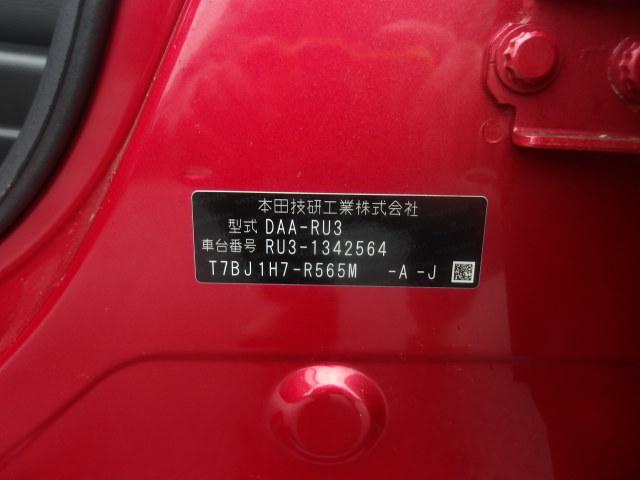 本田技研工業株式会社
型式 DAA-RU3
車台番号 RU3-1342564
T7BJ1H7-R565M -A -J